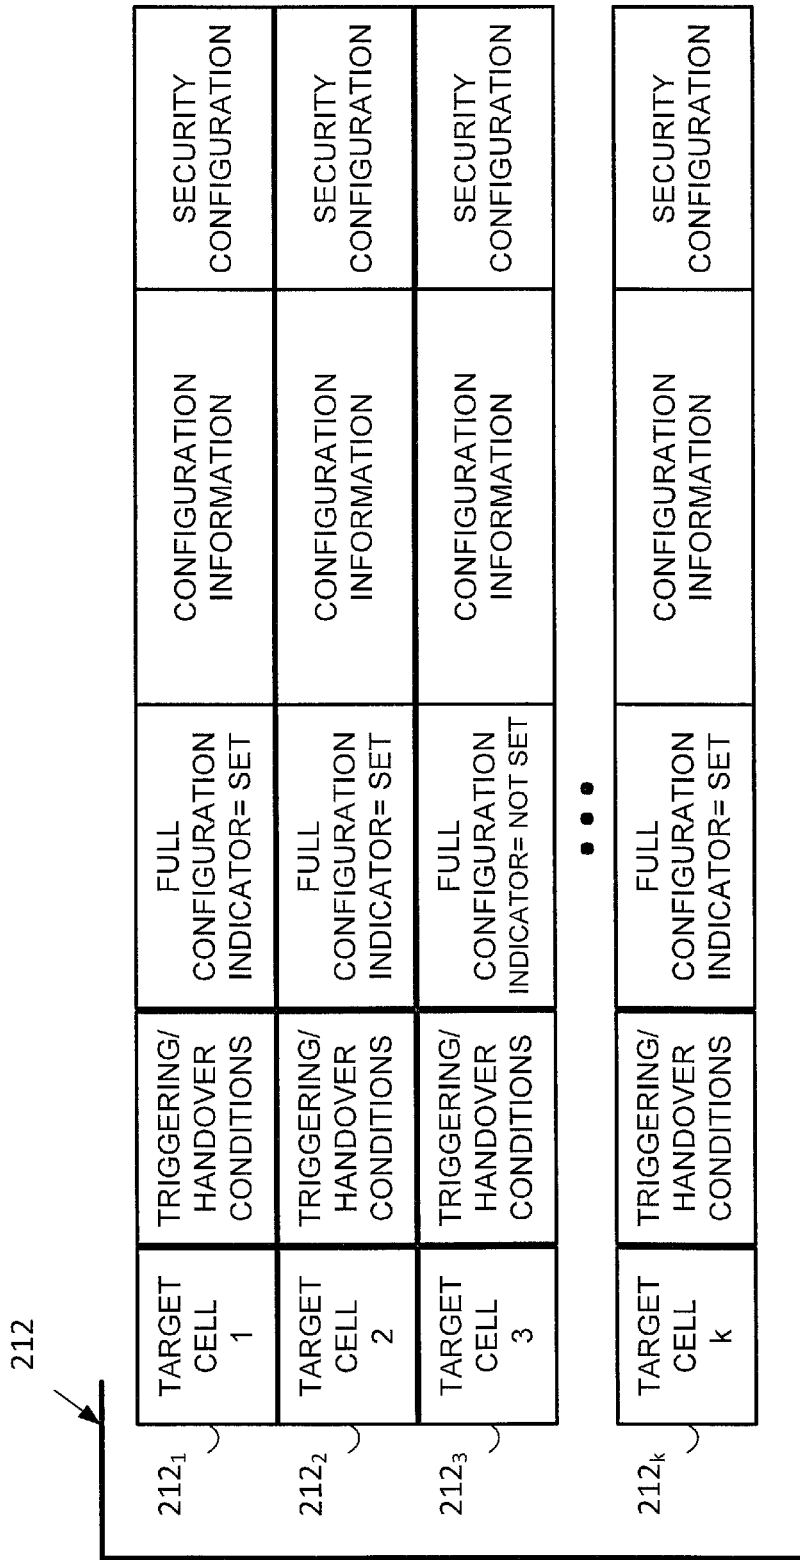 212
212₁
TARGET
CELL
1
TRIGGERING/
HANDOVER
CONDITIONS
FULL
CONFIGURATION
INDICATOR= SET
CONFIGURATION
INFORMATION
SECURITY
CONFIGURATION
212₂
TARGET
CELL
2
TRIGGERING/
HANDOVER
CONDITIONS
FULL
CONFIGURATION
INDICATOR= SET
CONFIGURATION
INFORMATION
SECURITY
CONFIGURATION
212₃
TARGET
CELL
3
TRIGGERING/
HANDOVER
CONDITIONS
FULL
CONFIGURATION
INDICATOR= NOT SET
CONFIGURATION
INFORMATION
SECURITY
CONFIGURATION
212ₖ
TARGET
CELL
k
TRIGGERING/
HANDOVER
CONDITIONS
FULL
CONFIGURATION
INDICATOR= SET
CONFIGURATION
INFORMATION
SECURITY
CONFIGURATION